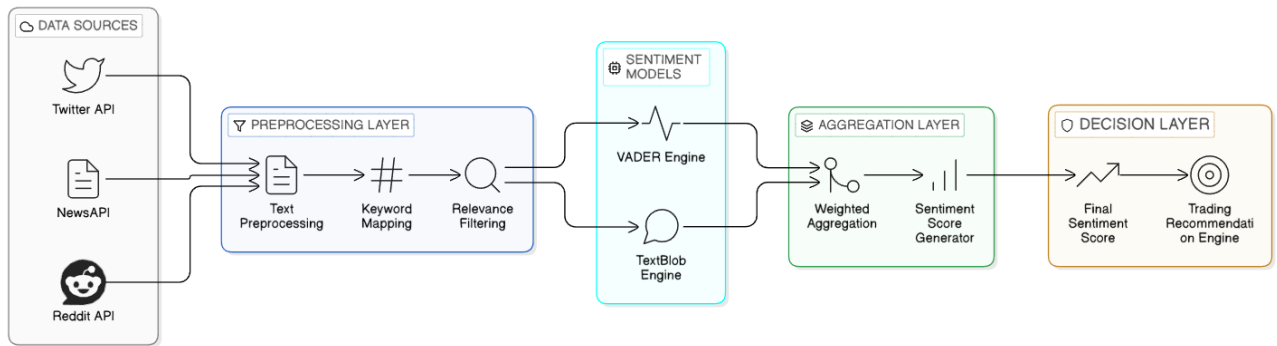 DATA SOURCES
Twitter API
NewsAPI
Reddit API
PREPROCESSING LAYER
Text
Preprocessing
Keyword
Mapping
Relevance
Filtering
SENTIMENT
MODELS
VADER Engine
TextBlob
Engine
AGGREGATION LAYER
Weighted
Aggregation
Sentiment
Score
Generator
DECISION LAYER
Final
Sentiment
Score
Trading
Recommendati
on Engine